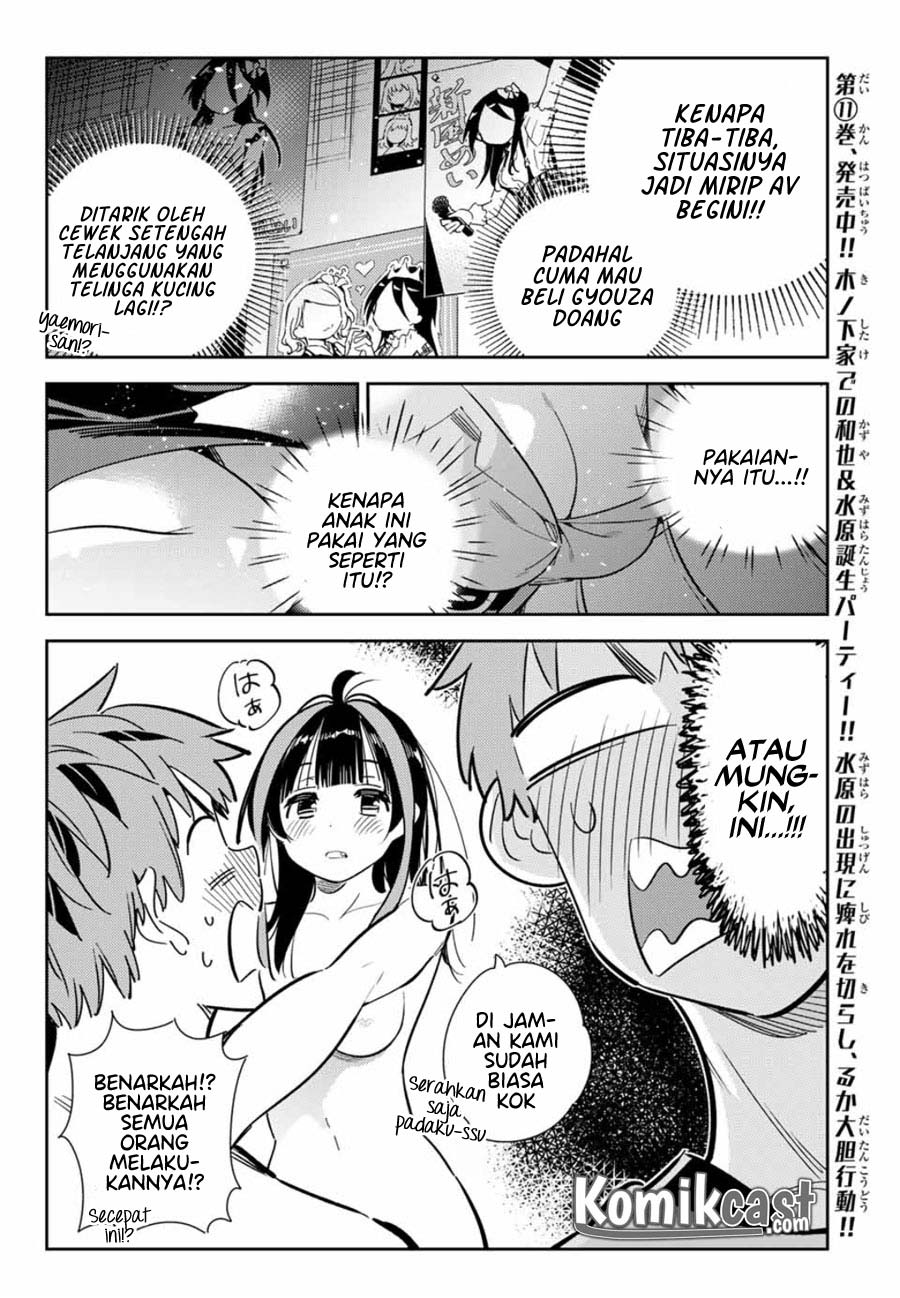 第⑪巻、発売中!! 木ノ下家での和也&水原誕生パーティー!! 水原の出現に痺れを切らし、るか大胆行動!!
KENAPA
TIBA-TIBA,
SITUASINYA
JADI MIRIP AV
BEGINI!!
PADAHAL
CUMA MAU
BELI GYOUZA
DOANG
DITARIK OLEH
CEWEK SETENGAH
TELANJANG YANG
MENGGUNAKAN
TELINGA KUCING
LAGI!?
yaemori-
san!?
PAKAIAN-
NYA ITU...!!
KENAPA
ANAK INI
PAKAI YANG
SEPERTI
ITU!?
ATAU
MUNG-
KIN,
INI...!!!
はぁ
はぁ
DI JAM-
AN KAMI
SUDAH
BIASA
KOK
Serahkan
saja
padaku-ssu
BENARKAH!?
BENARKAH
SEMUA
ORANG
MELAKU-
KANNYA!?
Secepat
ini!?
Komikcast
.com